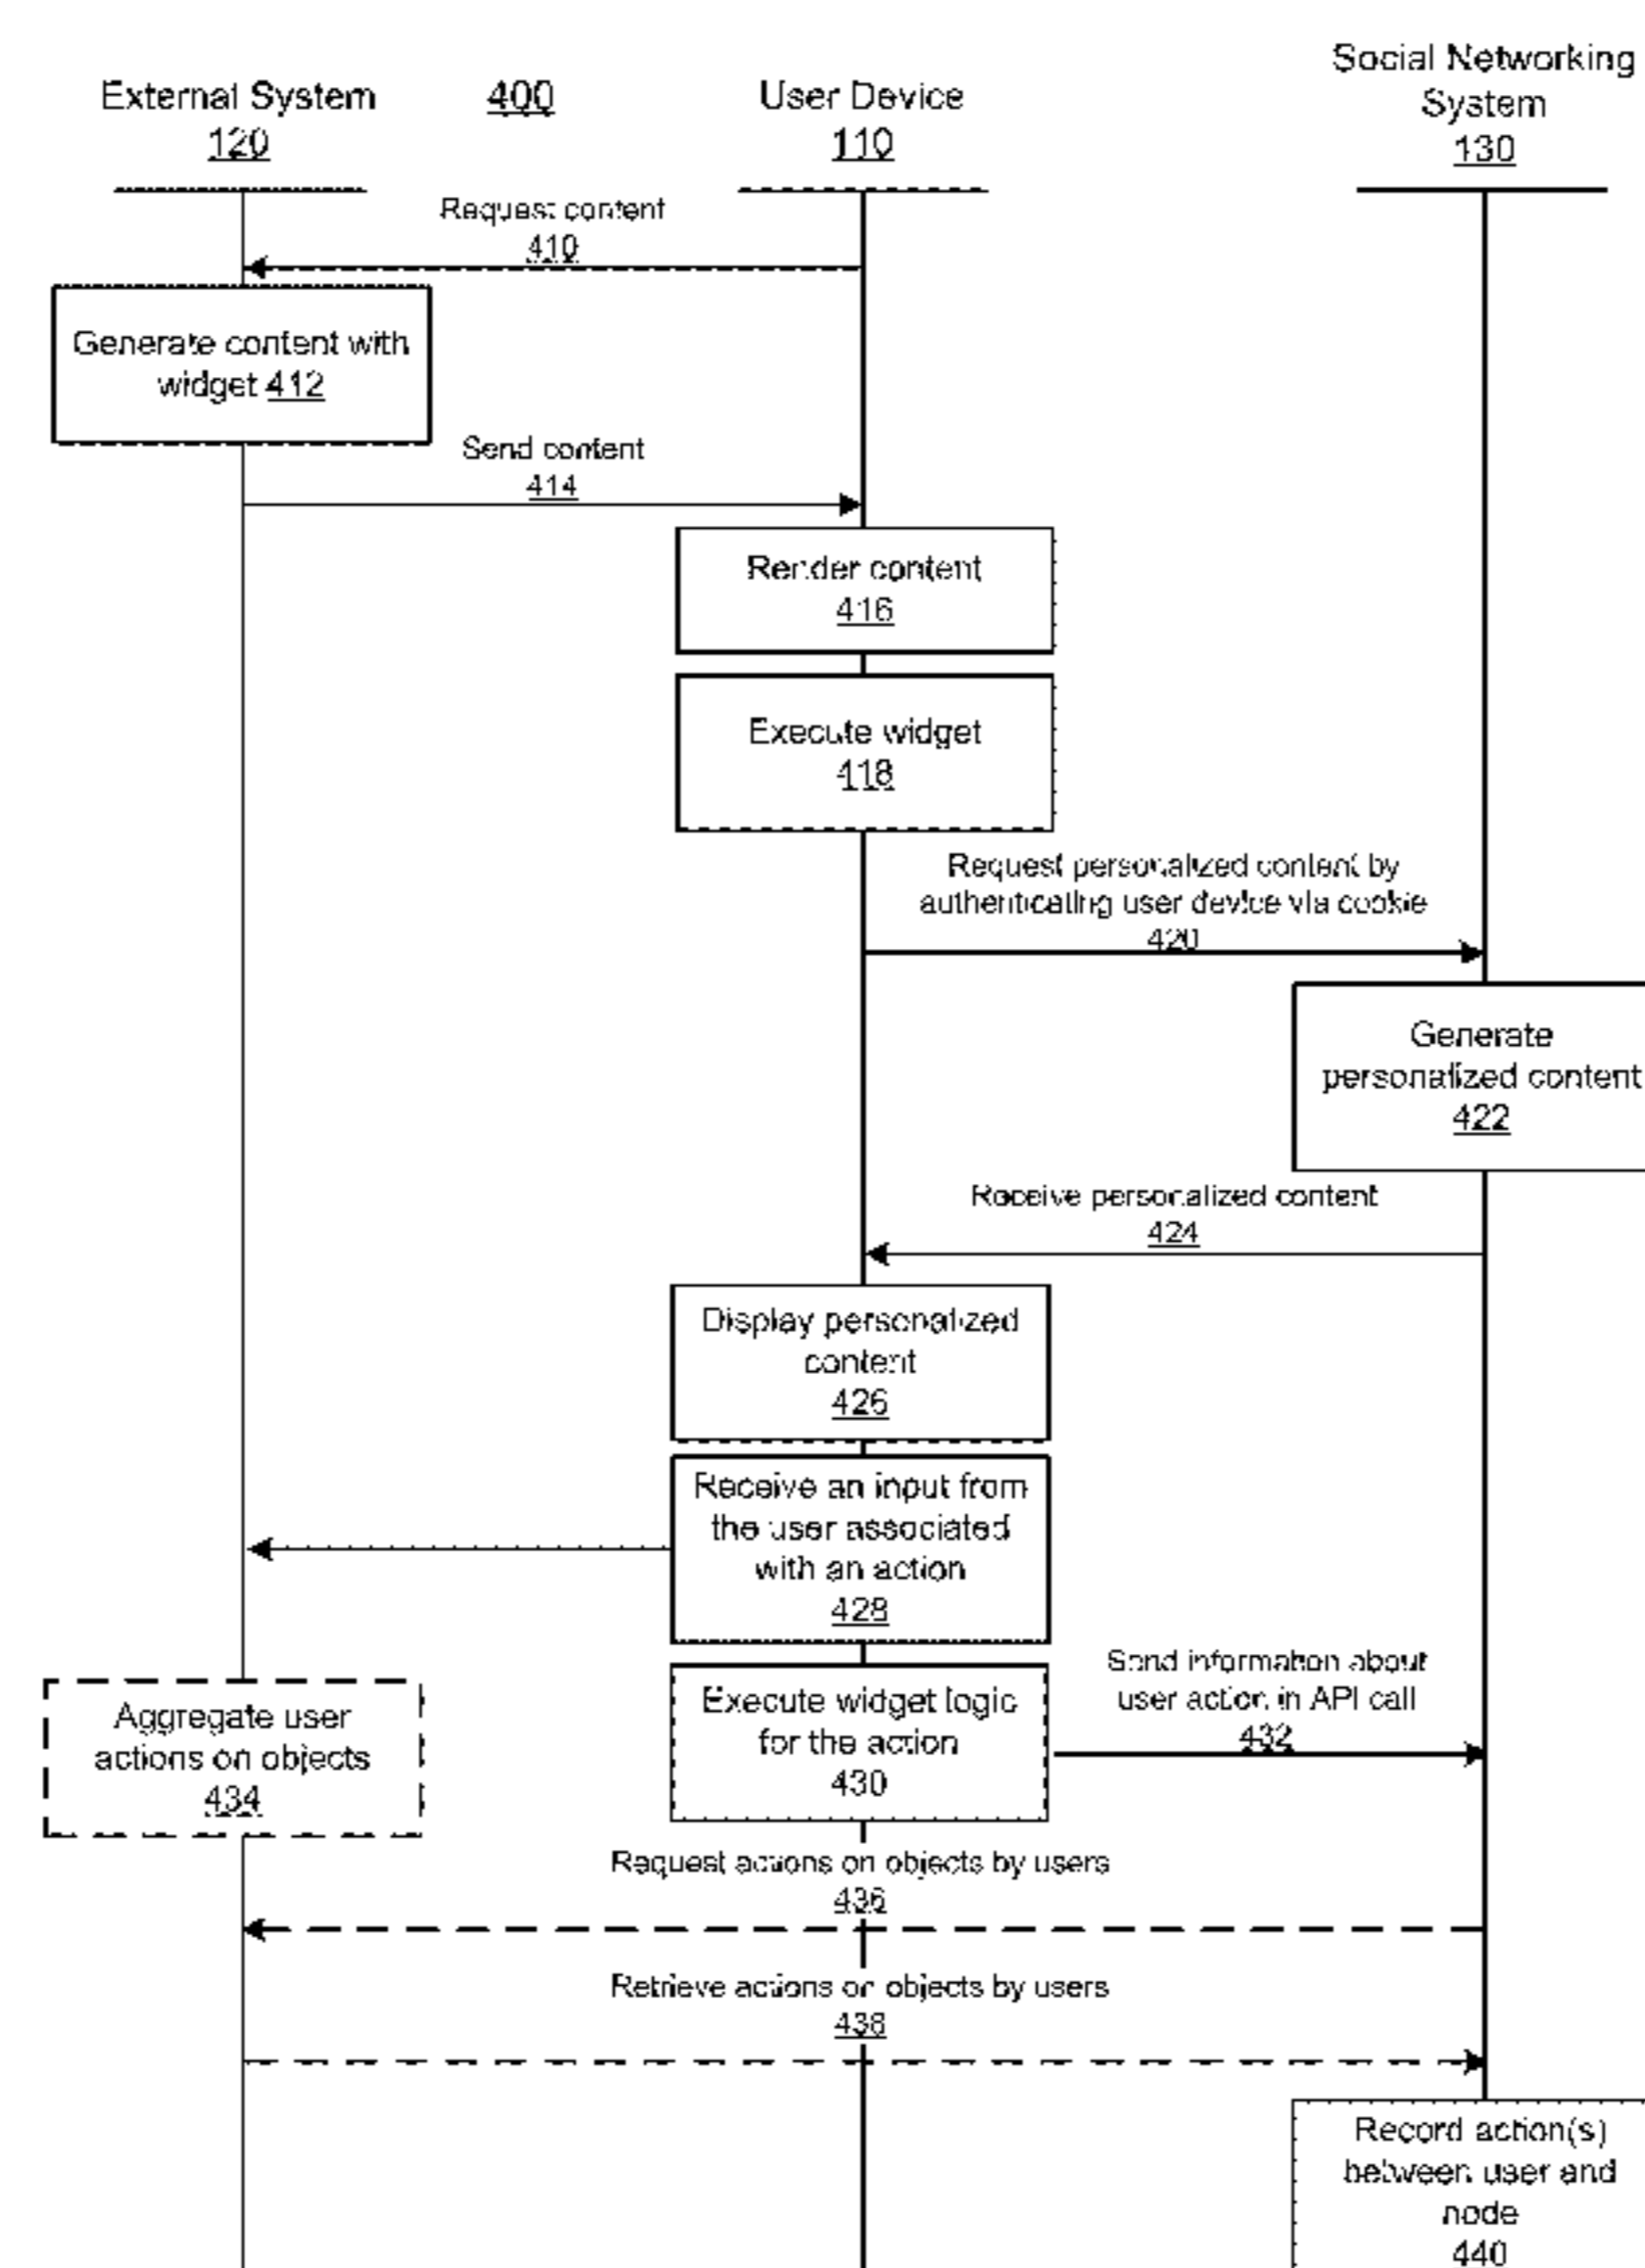 External System
120
400
User Device
110
Social Networking
System
130
Request content
410
Generate content with
widget 412
Send content
414
Render content
416
Execute widget
418
Request personalized content by
authenticating user device via cookie
420
Generate
personalized content
422
Receive personalized content
424
Display personalized
content
426
Receive an input from
the user associated
with an action
428
Execute widget logic
for the action
430
Send information about
user action in API call
432
Aggregate user
actions on objects
434
Request actions on objects by users
436
Retrieve actions on objects by users
438
Record action(s)
between user and
node
440